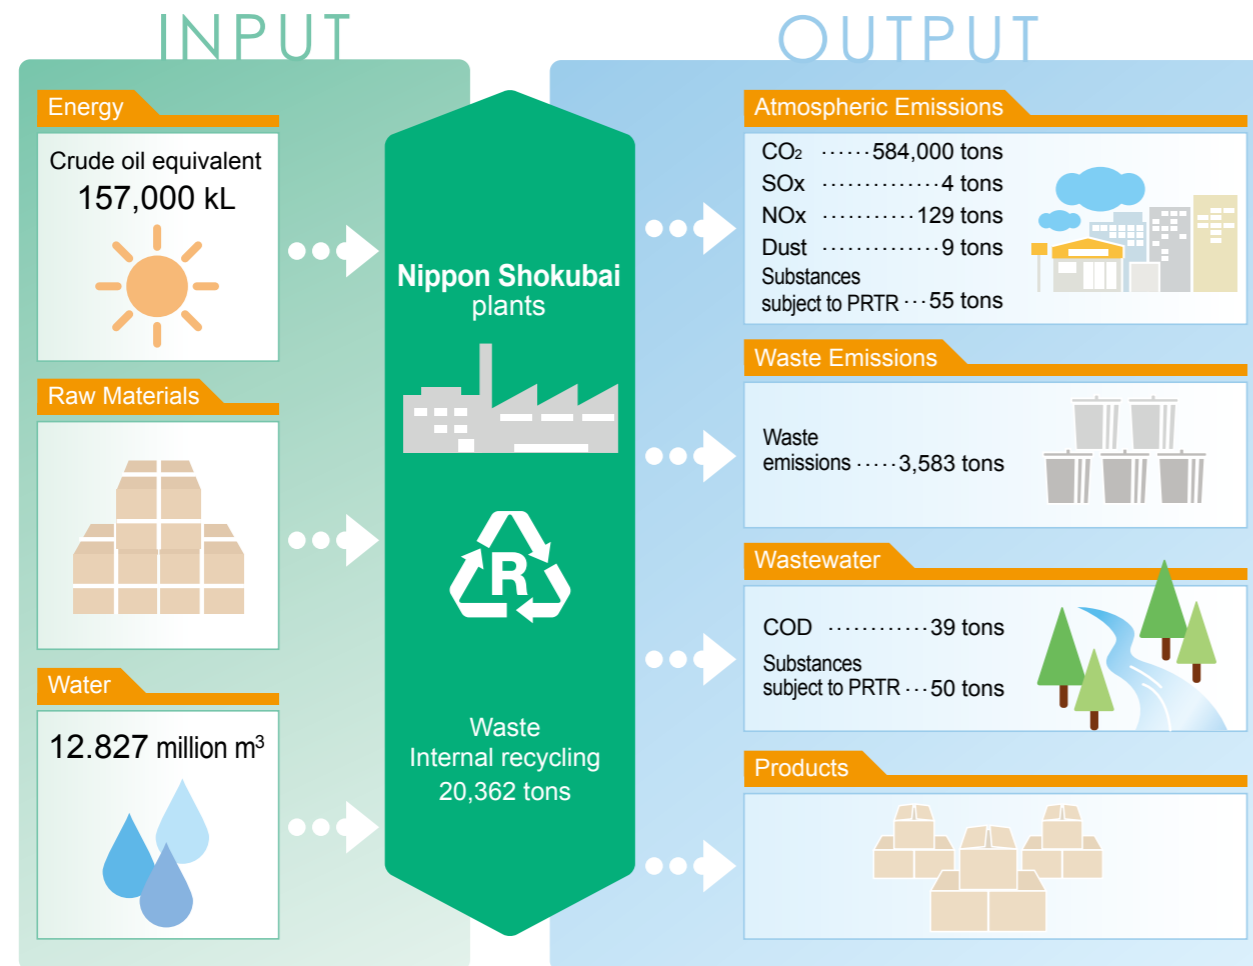 INPUT
Energy
Crude oil equivalent
157,000 kL
Raw Materials
Water
12.827 million m³
Nippon Shokubai
plants
R
Waste
Internal recycling
20,362 tons
OUTPUT
Atmospheric Emissions
CO₂ ······584,000 tons
SOx ·············4 tons
NOx ···········129 tons
Dust ·············9 tons
Substances
subject to PRTR ···55 tons
Waste Emissions
Waste
emissions ·····3,583 tons
Wastewater
COD ············39 tons
Substances
subject to PRTR ···50 tons
Products